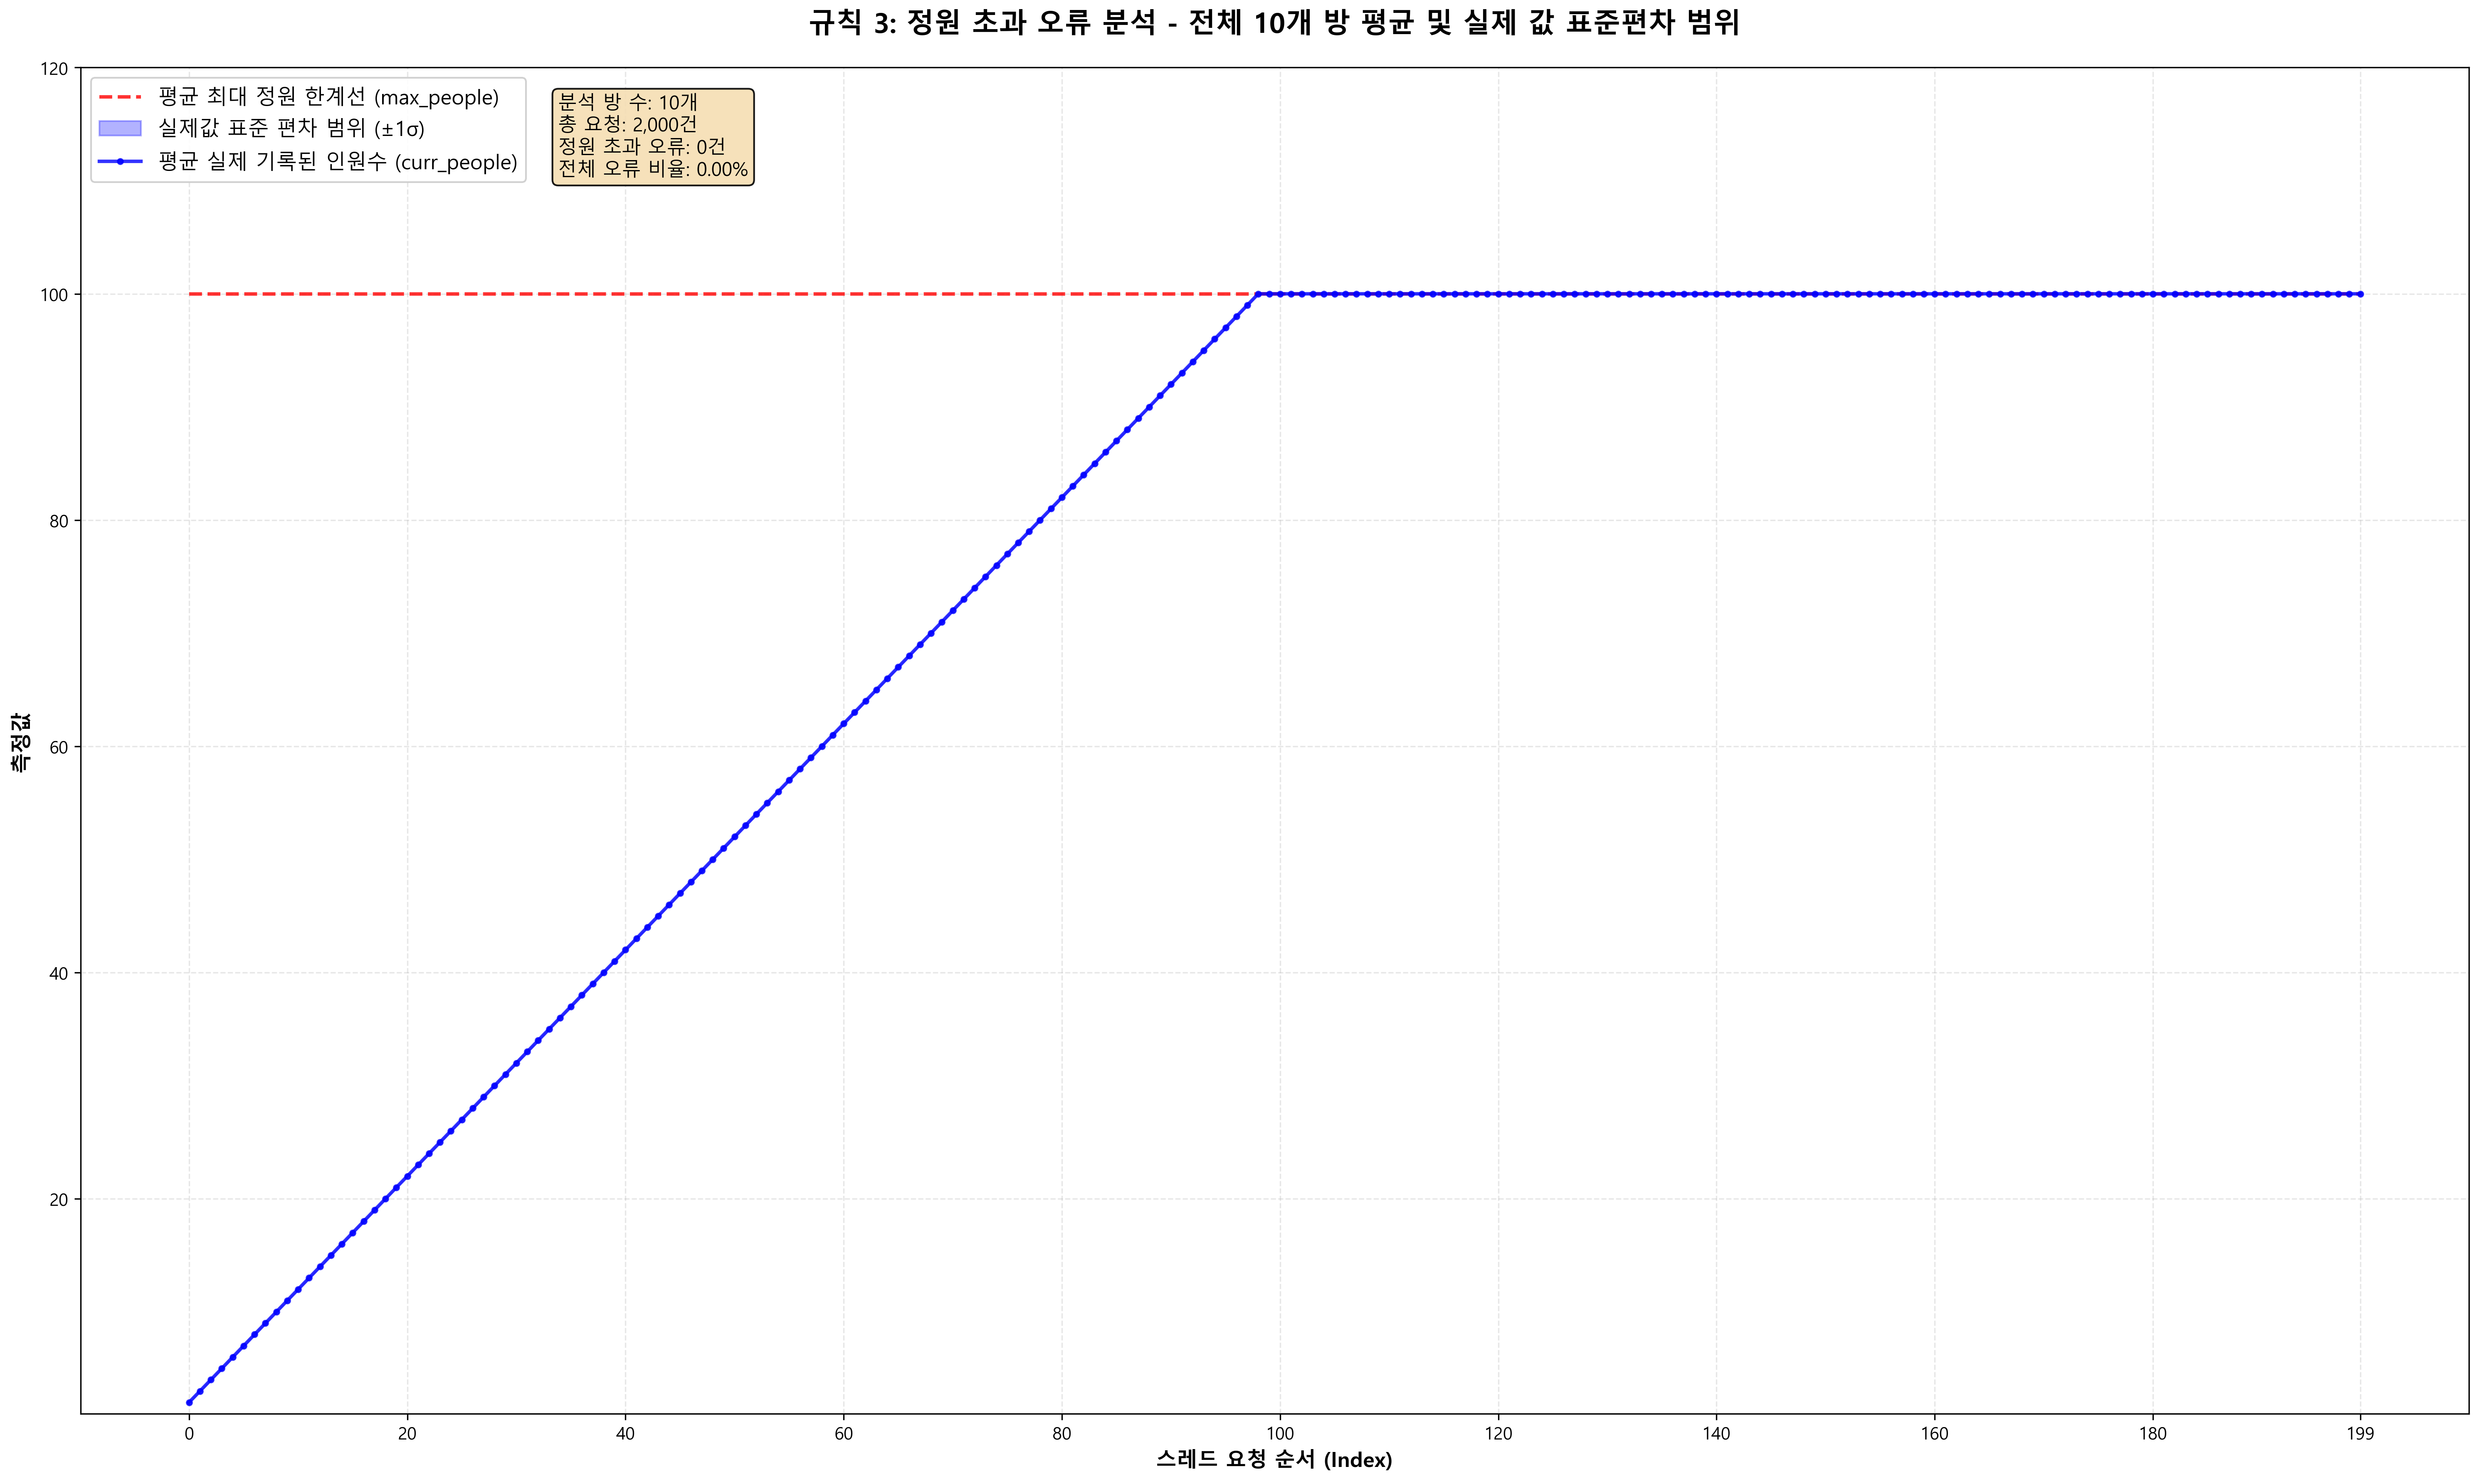 규칙 3: 정원 초과 오류 분석 - 전체 10개 방 평균 및 실제 값 표준편차 범위
평균 최대 정원 한계선 (max_people)
실제값 표준 편차 범위 (±1σ)
평균 실제 기록된 인원수 (curr_people)
분석 방 수: 10개
총 요청: 2,000건
정원 초과 오류: 0건
전체 오류 비율: 0.00%
120
100
80
60
40
20
측정값
0 20 40 60 80 100 120 140 160 180 199
스레드 요청 순서 (Index)